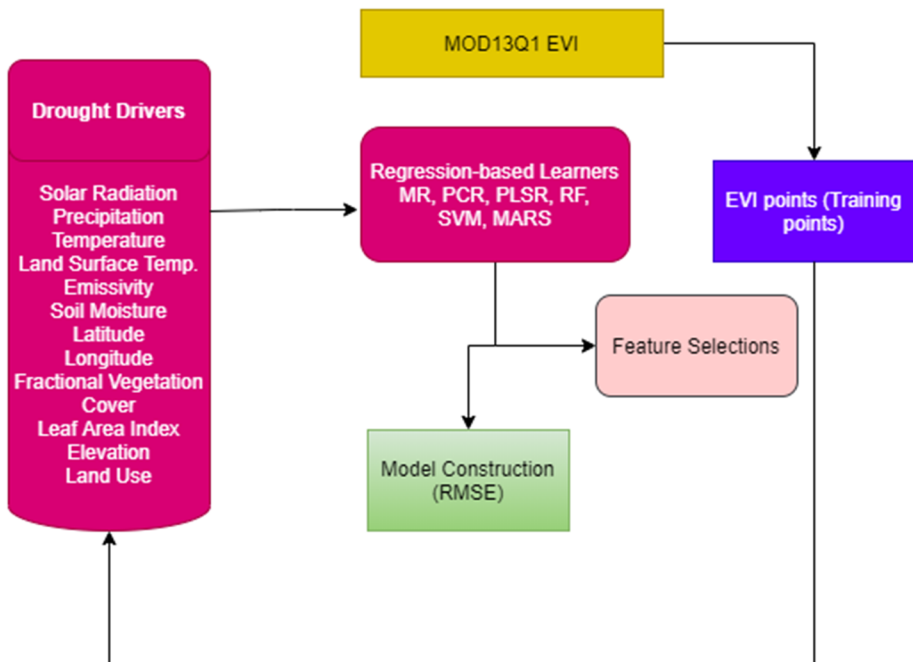 MOD13Q1 EVI
Drought Drivers
Solar Radiation
Precipitation
Temperature
Land Surface Temp.
Emissivity
Soil Moisture
Latitude
Longitude
Fractional Vegetation
Cover
Leaf Area Index
Elevation
Land Use
Regression-based Learners
MR, PCR, PLSR, RF,
SVM, MARS
EVI points (Training
points)
Feature Selections
Model Construction
(RMSE)